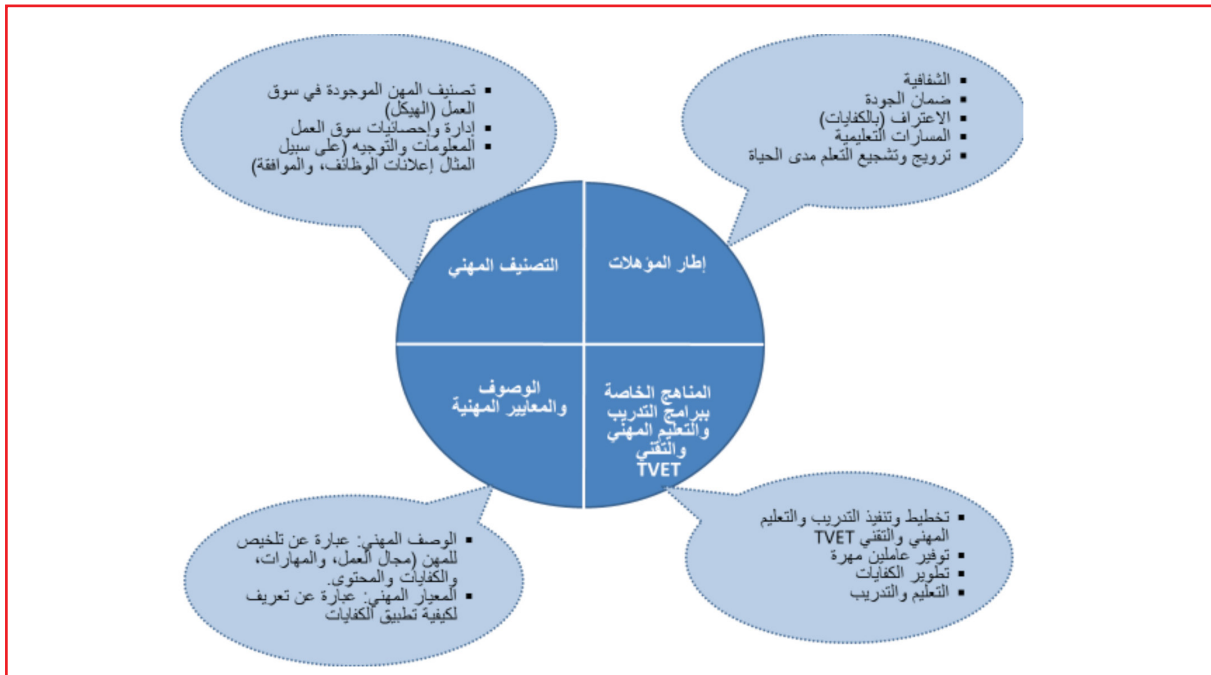 الشفافية
ضمان الجودة
الاعتراف (بالكفايات)
المسارات التعليمية
ترويج وتشجيع التعلم مدى الحياة
تصنيف المهن الموجودة في سوق
العمل (الهيكل)
إدارة وإحصائيات سوق العمل
المعلومات والتوجيه (على سبيل
المثال إعلانات الوظائف، والموافقة)
إطار المؤهلات
التصنيف المهني
المناهج الخاصة
ببرامج التدريب
والتعليم المهني
والتقني
TVET
الوصوف
والمعايير المهنية
تخطيط وتنفيذ التدريب والتعليم
المهني والتقني TVET
توفير عاملين مهرة
تطوير الكفايات
التعليم والتدريب
الوصف المهني: عبارة عن تلخيص
للمهن (مجال العمل، والمهارات،
والكفايات والمحتوى.
المعيار المهني: عبارة عن تعريف
لكيفية تطبيق الكفايات